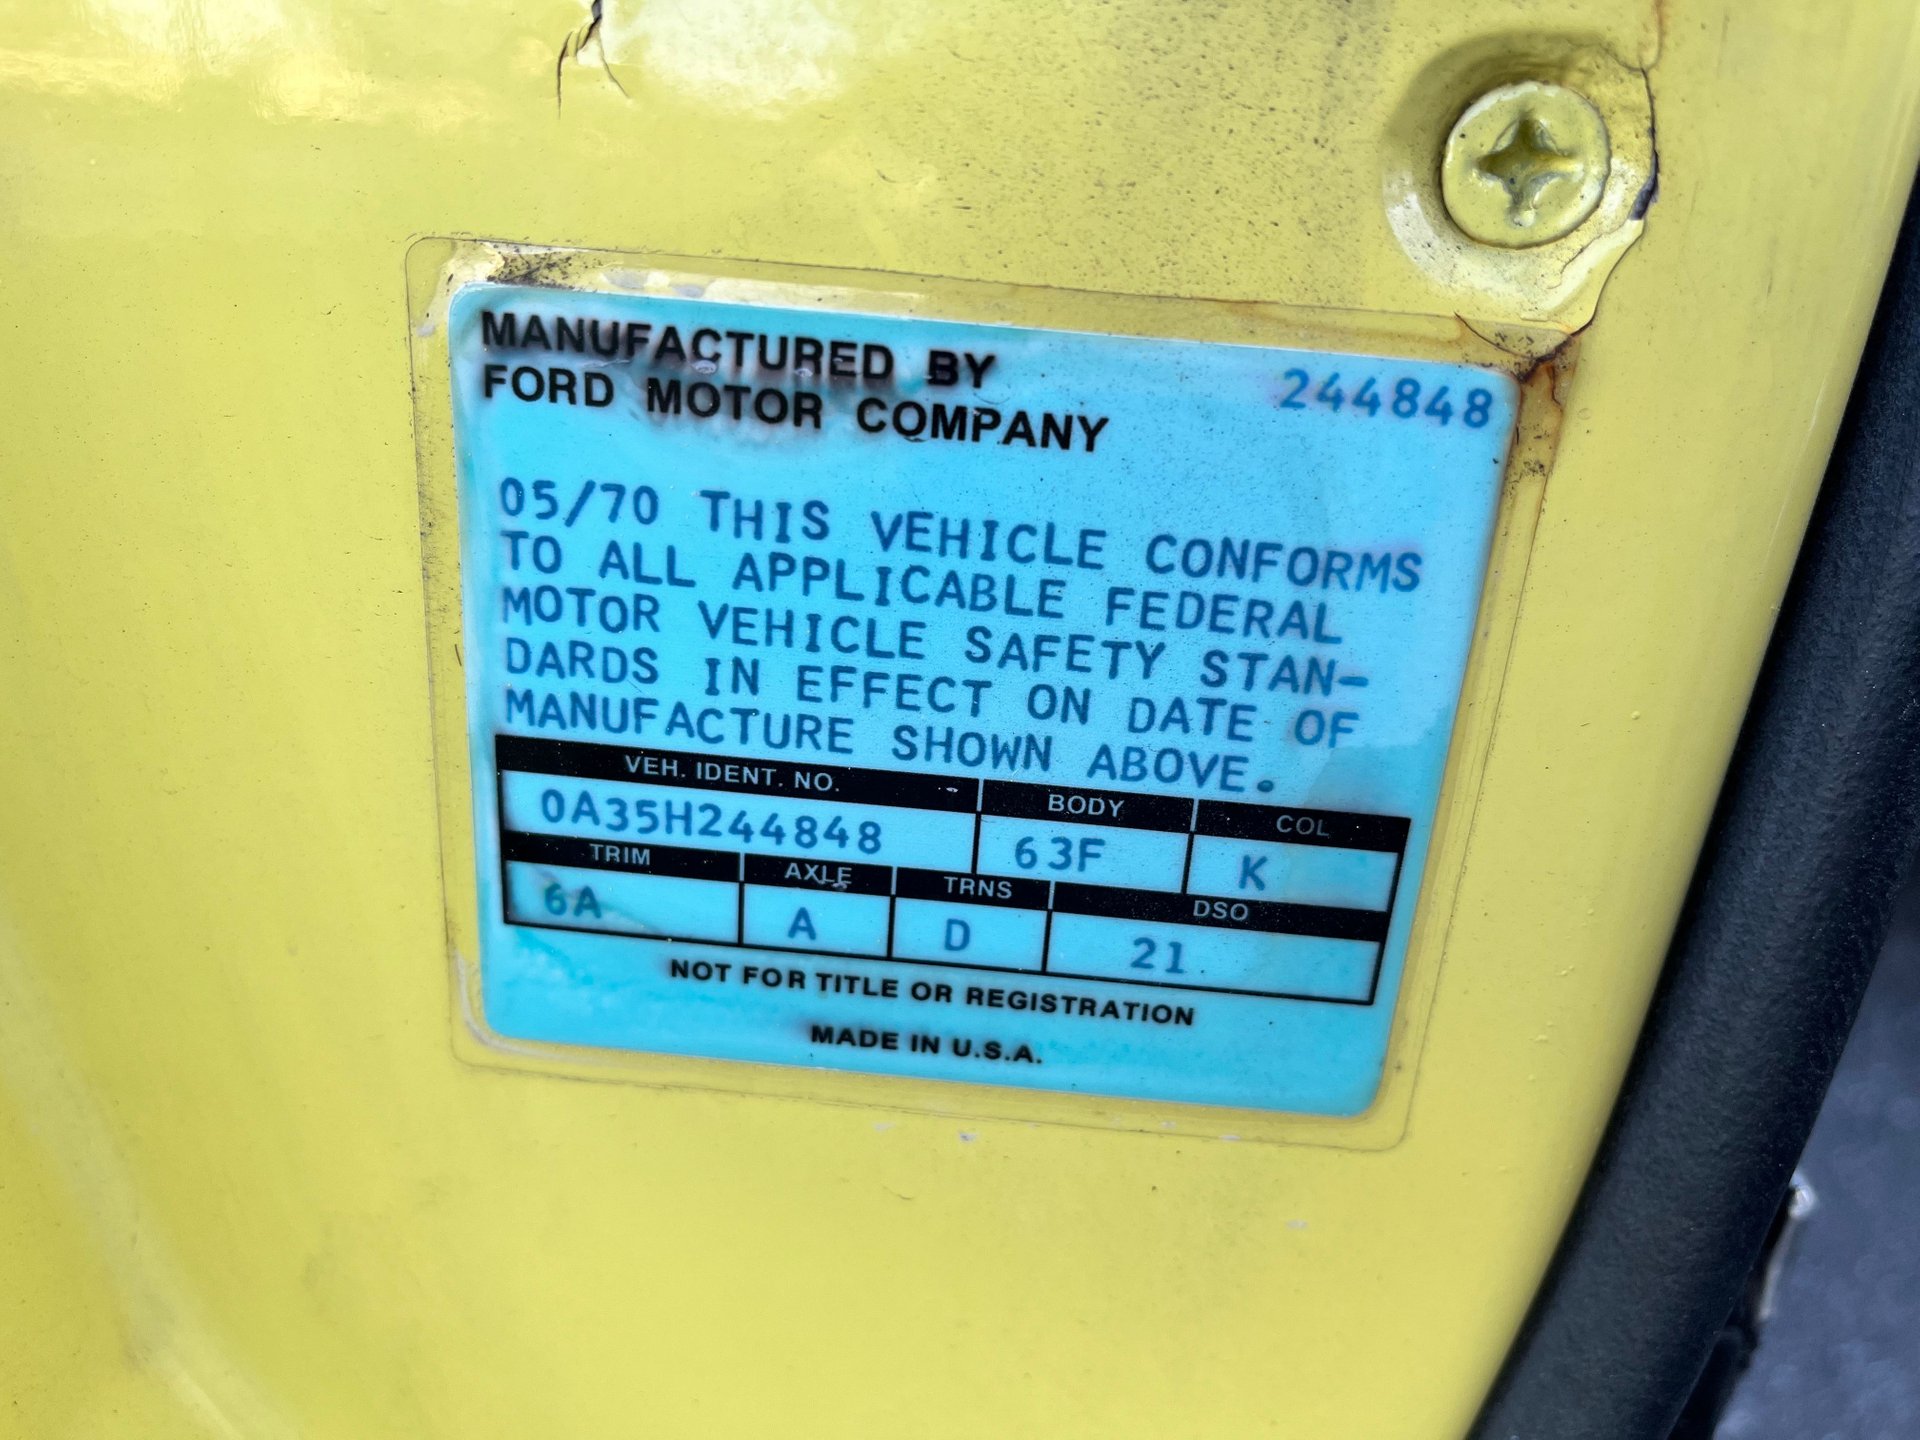 MANUFACTURED BY
FORD MOTOR COMPANY
244848
05/70 THIS VEHICLE CONFORMS
TO ALL APPLICABLE FEDERAL
MOTOR VEHICLE SAFETY STAN-
DARDS IN EFFECT ON DATE OF
MANUFACTURE SHOWN ABOVE.
VEH. IDENT. NO. BODY COL
0A35H244848 63F K
TRIM AXLE TRNS DSO
6A A D 21
NOT FOR TITLE OR REGISTRATION
MADE IN U.S.A.